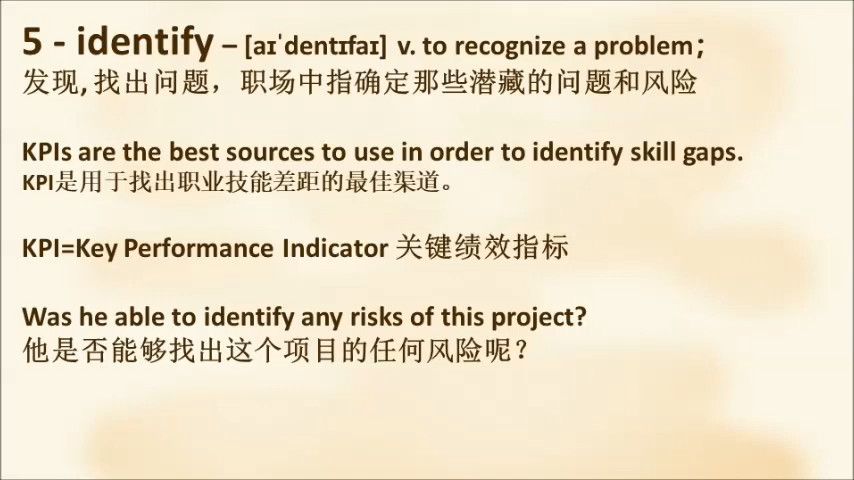 5 - identify – [aɪˈdentɪfaɪ] v. to recognize a problem；
发现, 找出问题，职场中指确定那些潜藏的问题和风险
KPIs are the best sources to use in order to identify skill gaps.
KPI是用于找出职业技能差距的最佳渠道。
KPI=Key Performance Indicator 关键绩效指标
Was he able to identify any risks of this project?
他是否能够找出这个项目的任何风险呢？